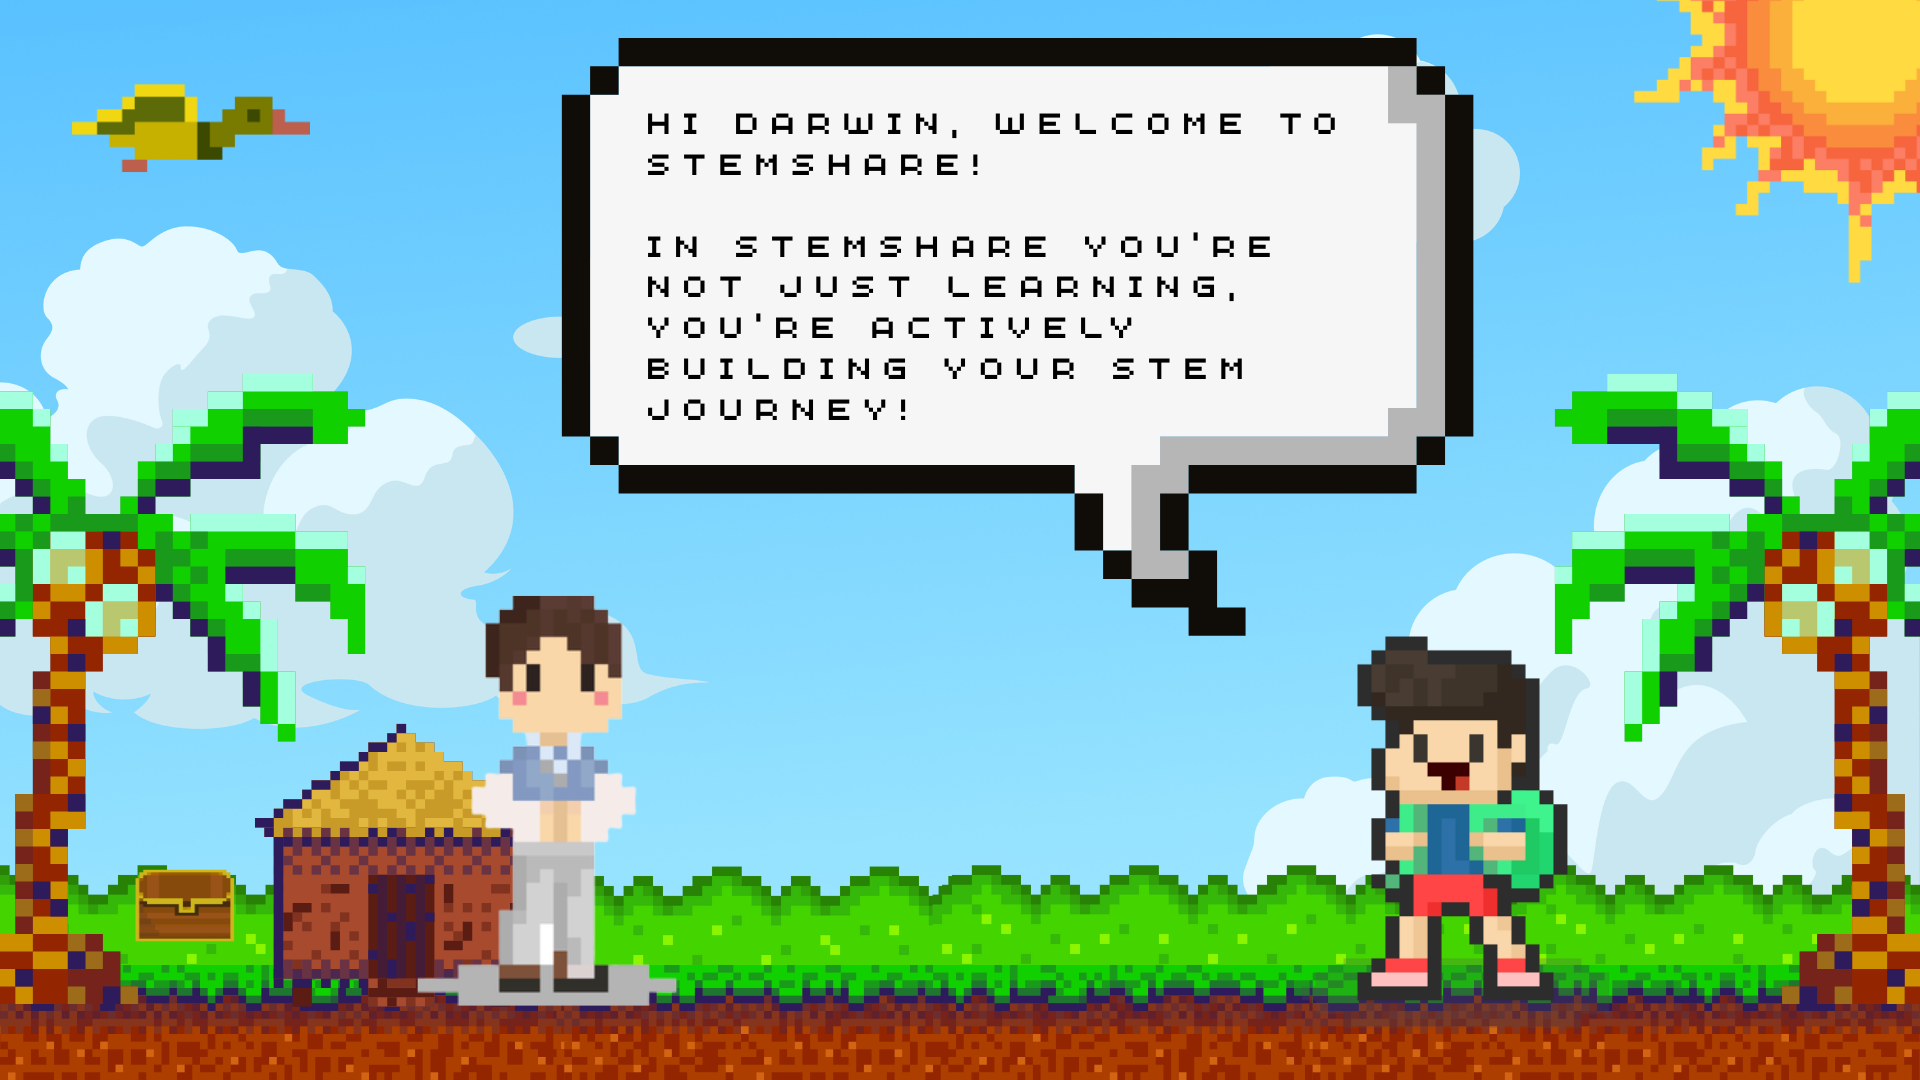 HI DARWIN, WELCOME TO
STEMSHARE!
IN STEMSHARE YOU'RE
NOT JUST LEARNING,
YOU'RE ACTIVELY
BUILDING YOUR STEM
JOURNEY!